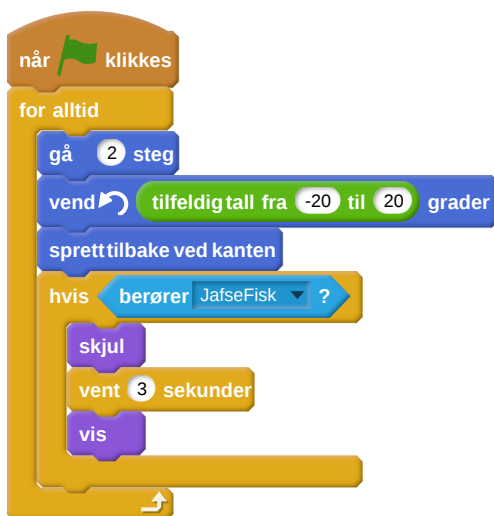 når klikkes
for alltid
gå 2 steg
vend tilfeldig tall fra -20 til 20 grader
sprett tilbake ved kanten
hvis berører JafseFisk ?
skjul
vent 3 sekunder
vis